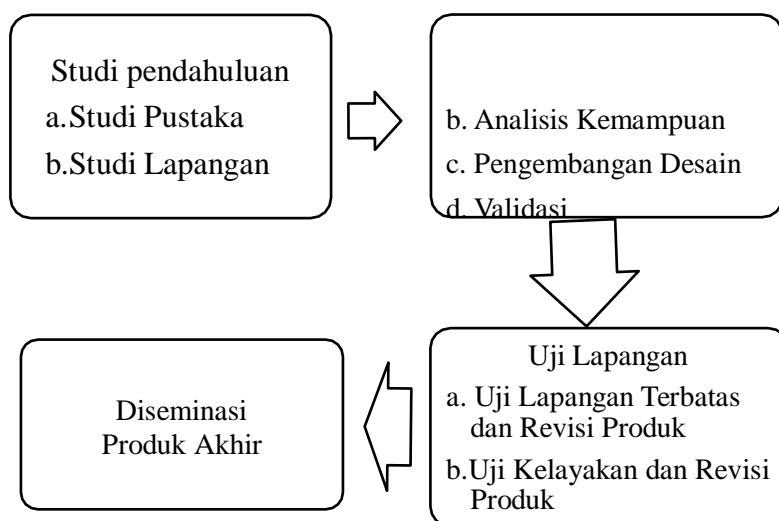 Studi pendahuluan
a.Studi Pustaka
b.Studi Lapangan
b. Analisis Kemampuan
c. Pengembangan Desain
d. Validasi
Uji Lapangan
a. Uji Lapangan Terbatas
dan Revisi Produk
b.Uji Kelayakan dan Revisi
Produk
Diseminasi
Produk Akhir